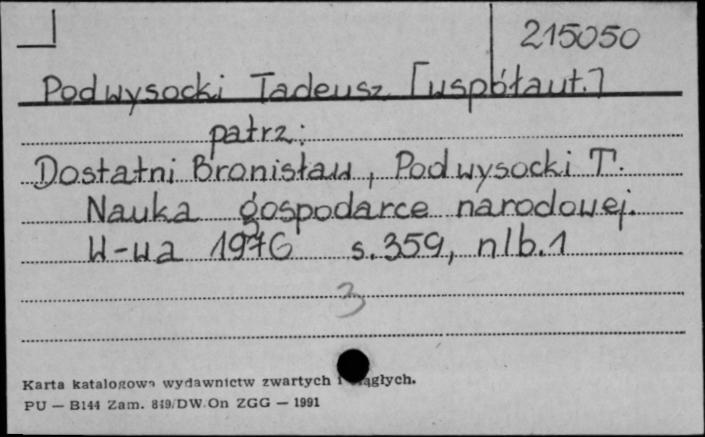 215050
Podwysocki Tadeusz [współaut.]
patrz:
Dostatni Bronisław, Podwysocki T.
Nauka gospodarce narodowej.
W-wa 1976 s. 359, nlb. 1
3
Karta katalogowa wydawnictw zwartych i ciągłych.
PU — B144 Zam. 849/DW.On ZGG — 1991